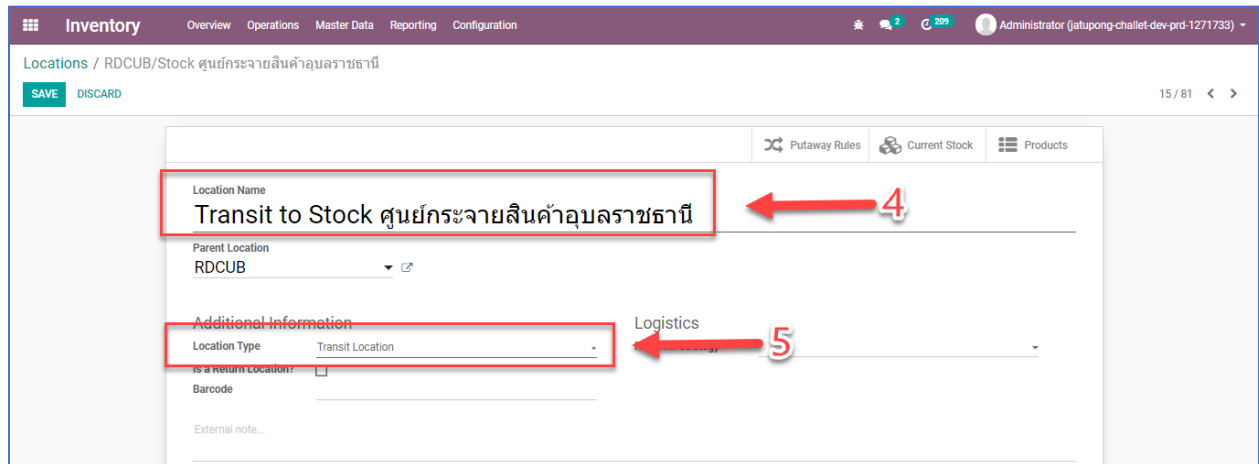 Inventory Overview Operations Master Data Reporting Configuration 2 209 Administrator (jatupong-challet-dev-prd-1271733)
Locations / RDCUB/Stock ศูนย์กระจายสินค้าอุบลราชธานี
SAVE DISCARD 15 / 81
Putaway Rules Current Stock Products
Location Name
Transit to Stock ศูนย์กระจายสินค้าอุบลราชธานี
4
Parent Location
RDCUB
Additional Information Logistics
Location Type Transit Location
5
Is a Return Location?
Barcode
External note...